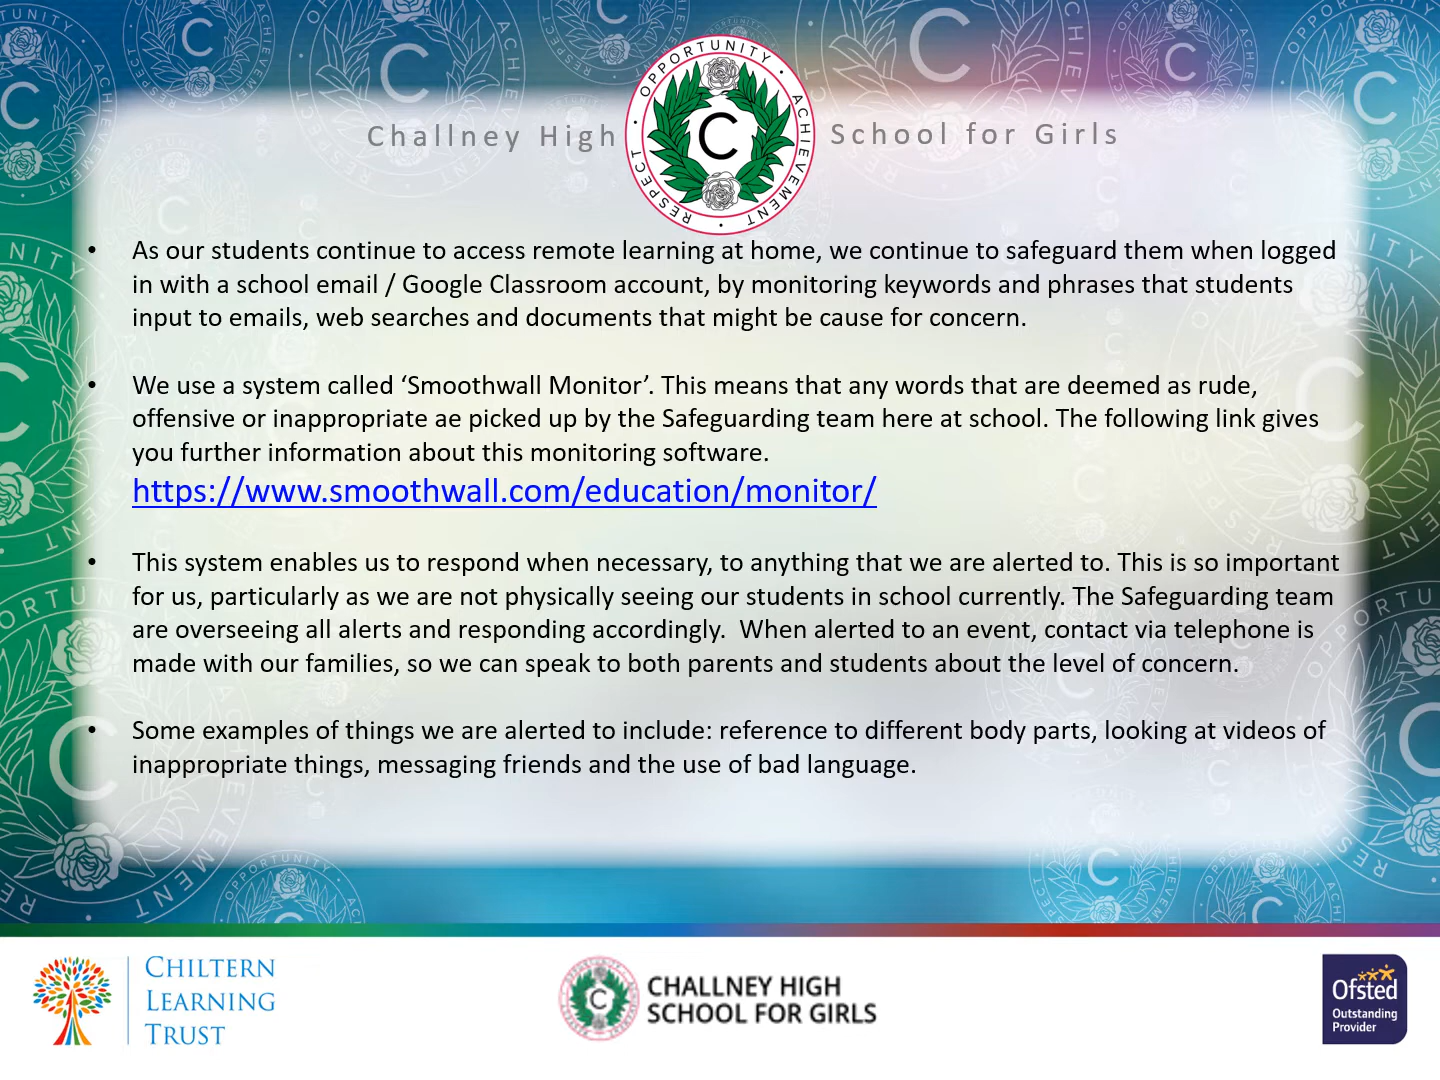 Challney High School for Girls
OPPORTUNITY • ACHIEVEMENT • RESPECT •
C
• As our students continue to access remote learning at home, we continue to safeguard them when logged
in with a school email / Google Classroom account, by monitoring keywords and phrases that students
input to emails, web searches and documents that might be cause for concern.
• We use a system called ‘Smoothwall Monitor’. This means that any words that are deemed as rude,
offensive or inappropriate ae picked up by the Safeguarding team here at school. The following link gives
you further information about this monitoring software.
https://www.smoothwall.com/education/monitor/
• This system enables us to respond when necessary, to anything that we are alerted to. This is so important
for us, particularly as we are not physically seeing our students in school currently. The Safeguarding team
are overseeing all alerts and responding accordingly.  When alerted to an event, contact via telephone is
made with our families, so we can speak to both parents and students about the level of concern.
• Some examples of things we are alerted to include: reference to different body parts, looking at videos of
inappropriate things, messaging friends and the use of bad language.
CHILTERN
LEARNING
TRUST
C
CHALLNEY HIGH
SCHOOL FOR GIRLS
Ofsted
Outstanding
Provider